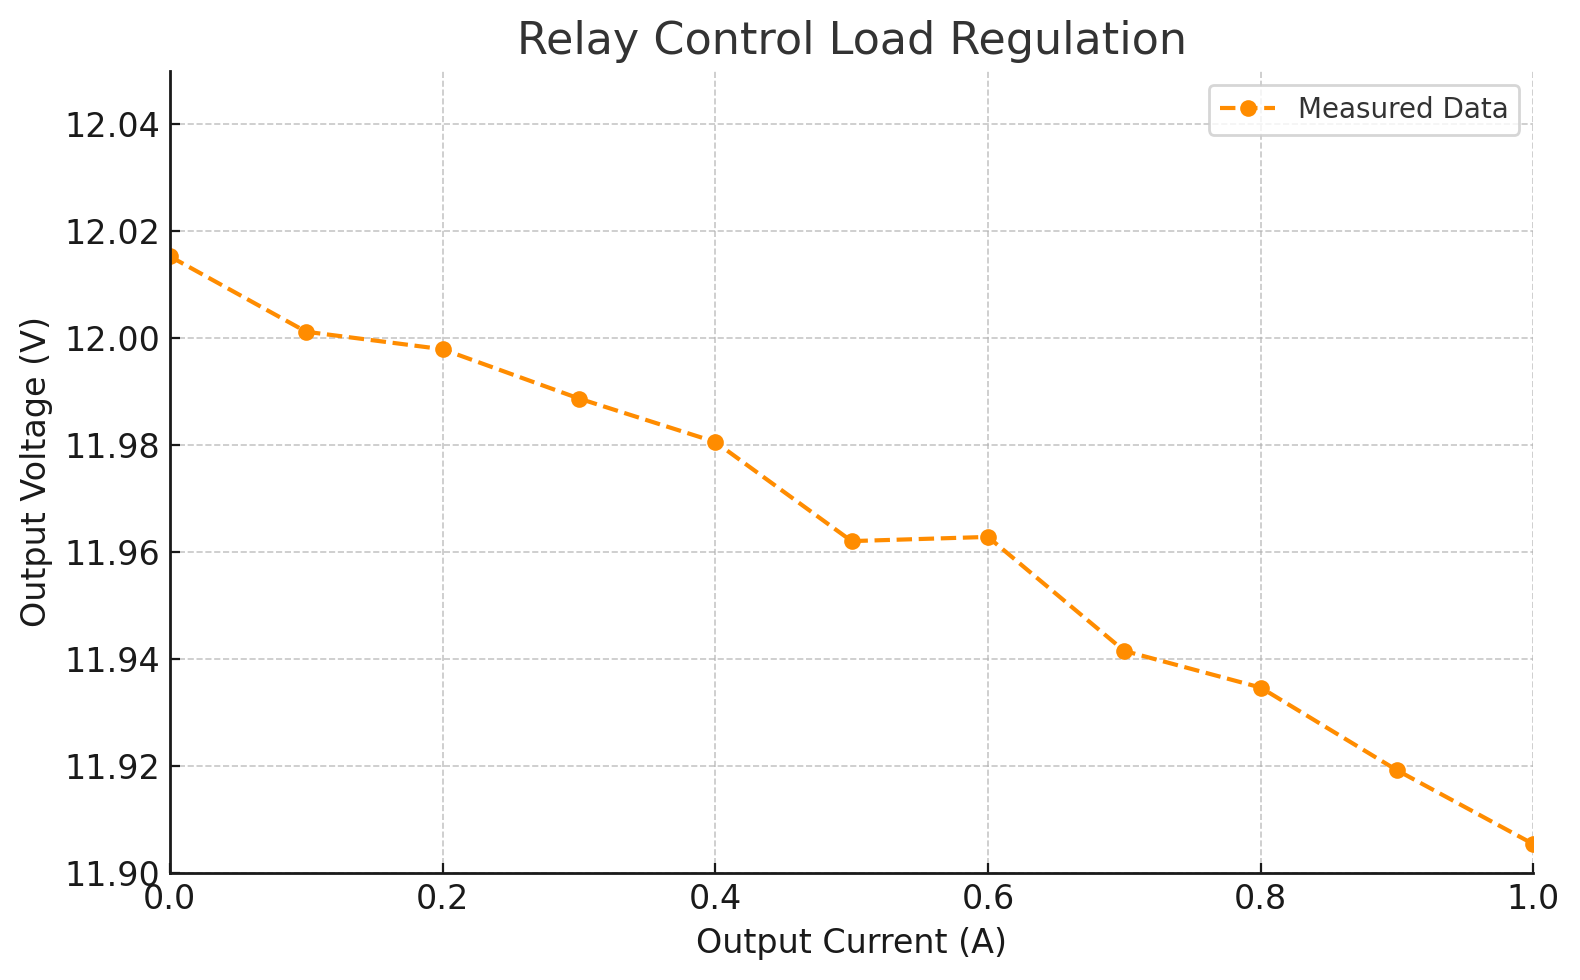 Relay Control Load Regulation
Measured Data
Output Voltage (V)
12.04
12.02
12.00
11.98
11.96
11.94
11.92
11.90
0.0 0.2 0.4 0.6 0.8 1.0
Output Current (A)